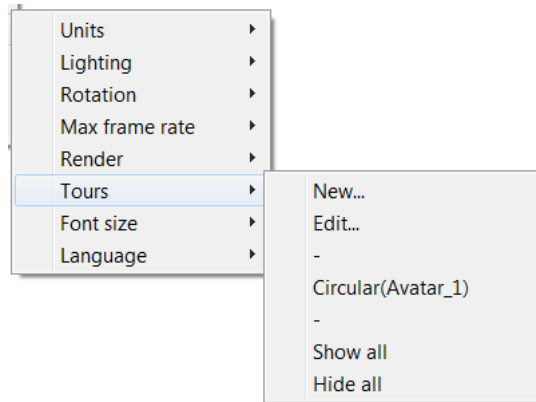 Units
Lighting
Rotation
Max frame rate
Render
Tours
Font size
Language
New...
Edit...
-
Circular(Avatar_1)
-
Show all
Hide all